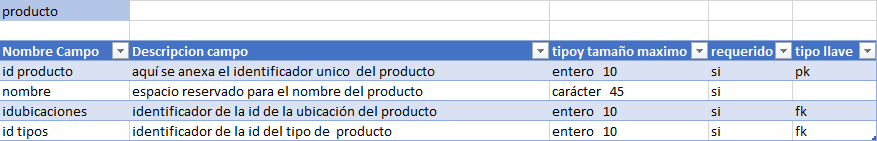 producto
Nombre Campo Descripcion campo tipoy tamaño maximo requerido tipo llave
id producto aquí se anexa el identificador unico del producto entero 10 si pk
nombre espacio reservado para el nombre del producto carácter 45 si
idubicaciones identificador de la id de la ubicación del producto entero 10 si fk
id tipos identificador de la id del tipo de producto entero 10 si fk